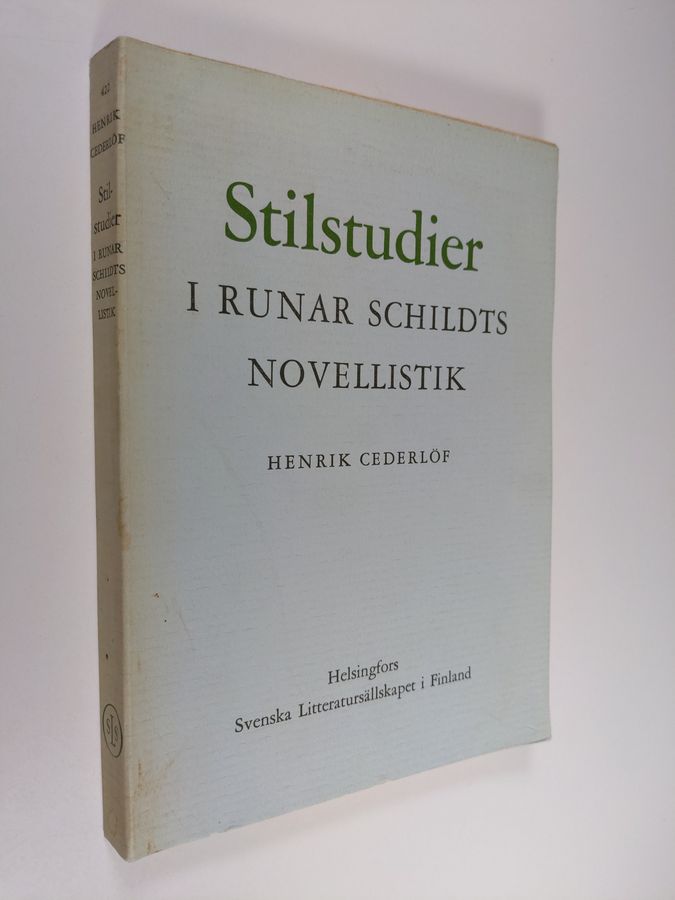 Stilstudier
I RUNAR SCHILDTS
NOVELLISTIK
HENRIK CEDERLÖF
Helsingfors
Svenska Litteratursällskapet i Finland
HENRIK
CEDERLÖF
Stil-
studier
I RUNAR
SCHILDTS
NOVEL-
LISTIK
SLS